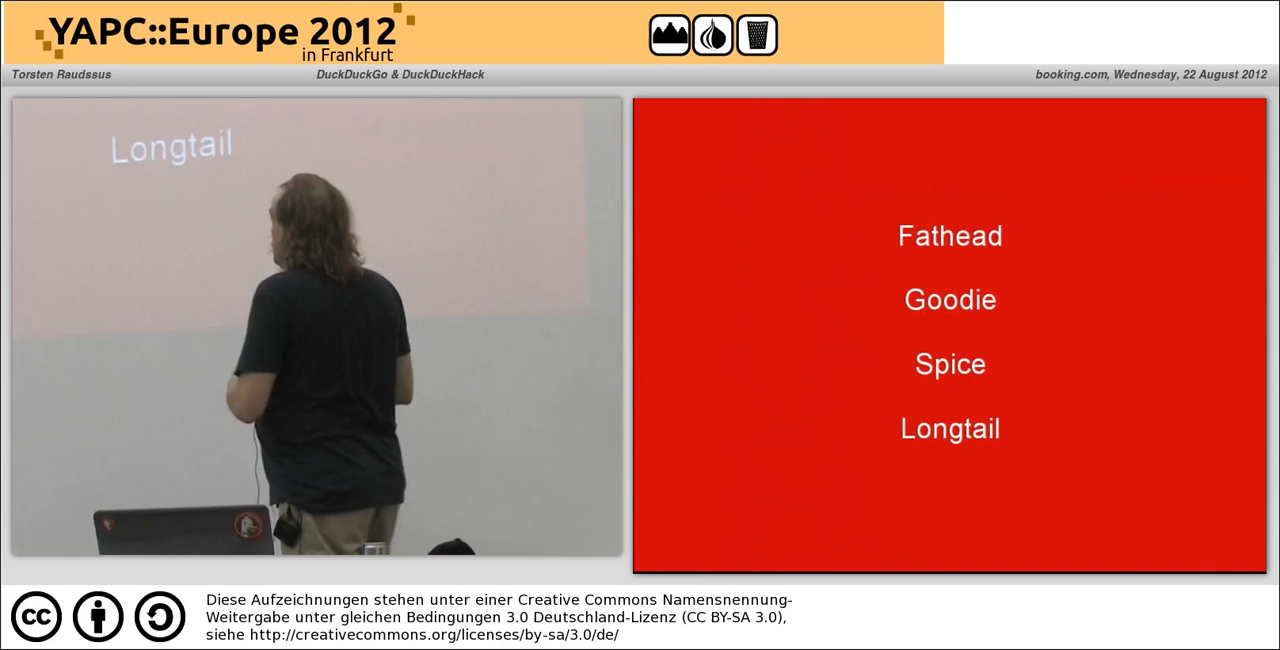 YAPC::Europe 2012
in Frankfurt
Torsten Raudssus
DuckDuckGo & DuckDuckHack
booking.com, Wednesday, 22 August 2012
Longtail
Fathead
Goodie
Spice
Longtail
cc
Diese Aufzeichnungen stehen unter einer Creative Commons Namensnennung-
Weitergabe unter gleichen Bedingungen 3.0 Deutschland-Lizenz (CC BY-SA 3.0),
siehe http://creativecommons.org/licenses/by-sa/3.0/de/